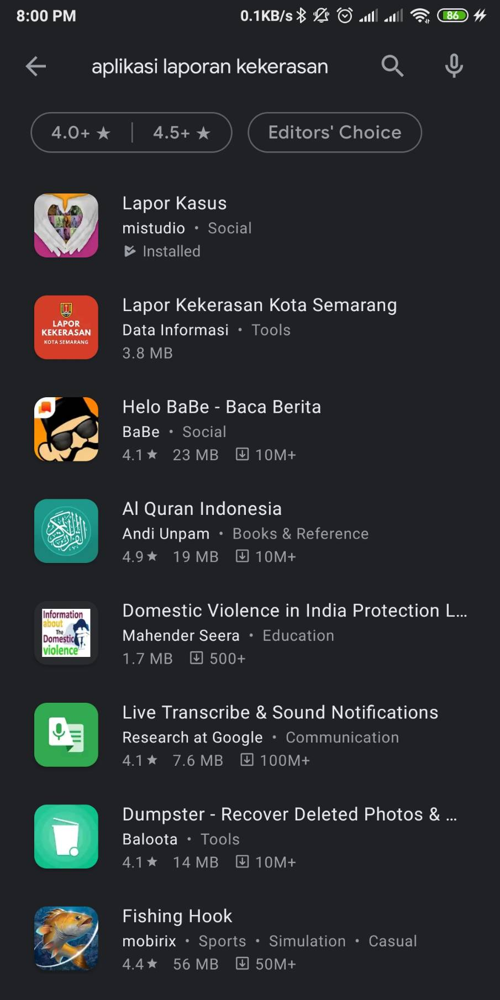 8:00 PM 0.1KB/s 86
aplikasi laporan kekerasan
4.0+ ★ 4.5+ ★ Editors' Choice
Lapor Kasus
mistudio • Social
Installed
LAPOR
KEKERASAN
KOTA SEMARANG
Lapor Kekerasan Kota Semarang
Data Informasi • Tools
3.8 MB
Helo BaBe - Baca Berita
BaBe • Social
4.1 ★ 23 MB 10M+
Al Quran Indonesia
Andi Unpam • Books & Reference
4.9 ★ 19 MB 10M+
Information
about
The
Domestic
violence
Domestic Violence in India Protection L...
Mahender Seera • Education
1.7 MB 500+
Live Transcribe & Sound Notifications
Research at Google • Communication
4.1 ★ 7.6 MB 100M+
Dumpster - Recover Deleted Photos & ...
Baloota • Tools
4.1 ★ 14 MB 10M+
Fishing Hook
mobirix • Sports • Simulation • Casual
4.4 ★ 56 MB 50M+